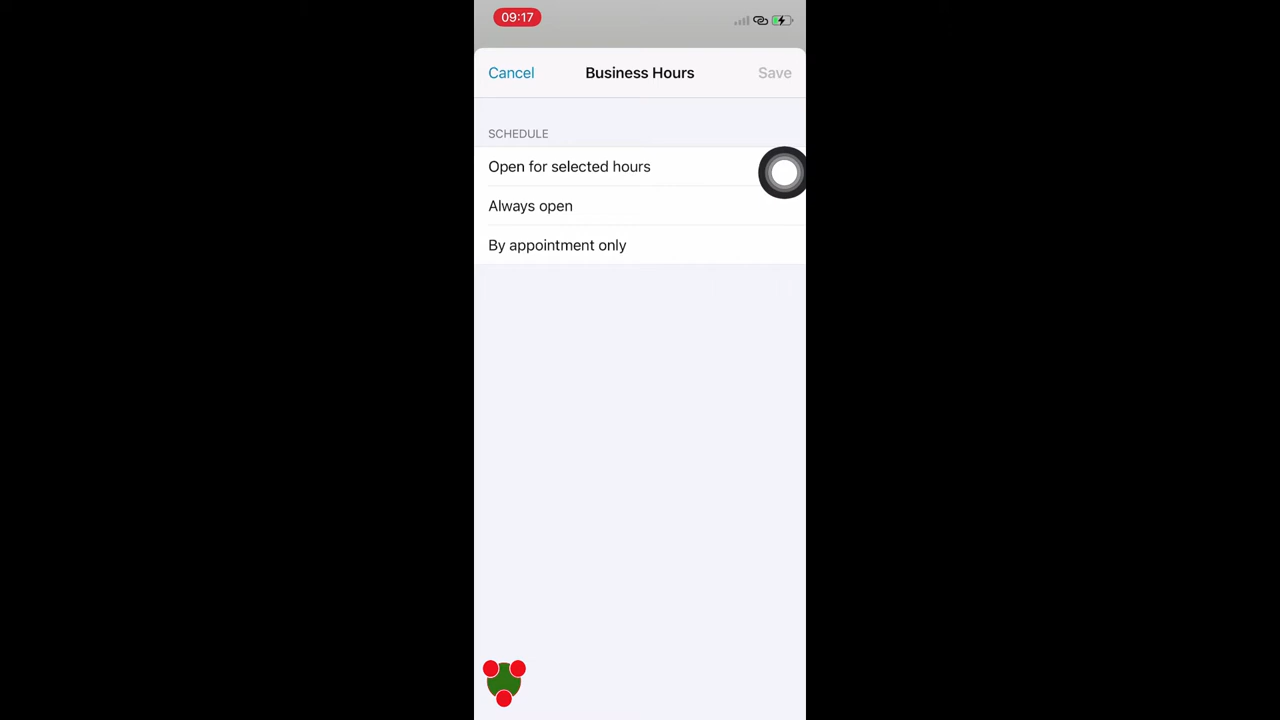 09:17
Cancel Business Hours Save
SCHEDULE
Open for selected hours
Always open
By appointment only